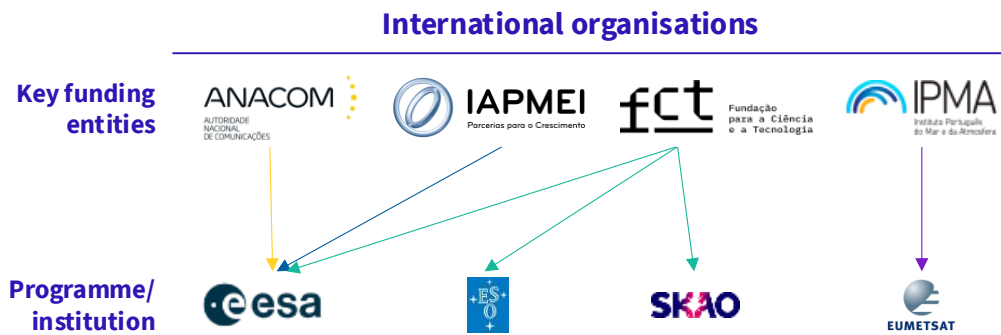 International organisations
Key funding
entities
ANACOM
AUTORIDADE
NACIONAL
DE COMUNICAÇÕES
IAPMEI
Parcerias para o Crescimento
fct
Fundação
para a Ciência
e a Tecnologia
IPMA
Instituto Português
do Mar e da Atmosfera
Programme/
institution
esa
ES
O
SKAO
EUMETSAT